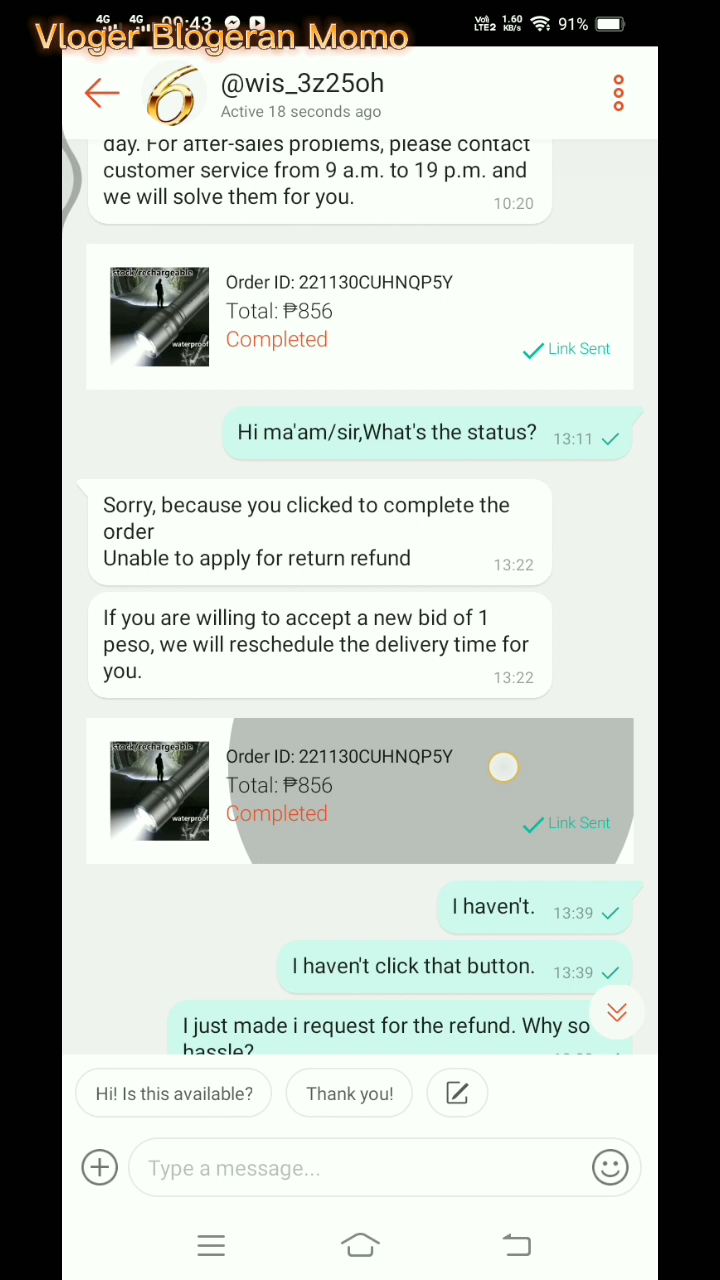 4G 4G 09:43
VoD LTE2 1.60 KB/s 91%
Vloger Blogeran Momo
@wis_3z25oh
Active 18 seconds ago
day. For after-sales problems, please contact
customer service from 9 a.m. to 19 p.m. and
we will solve them for you.
10:20
stock/rechargeable
waterproof
Order ID: 221130CUHNQP5Y
Total: ₱856
Completed
Link Sent
Hi ma'am/sir,What's the status? 13:11
Sorry, because you clicked to complete the
order
Unable to apply for return refund
13:22
If you are willing to accept a new bid of 1
peso, we will reschedule the delivery time for
you.
13:22
stock/rechargeable
waterproof
Order ID: 221130CUHNQP5Y
Total: ₱856
Completed
Link Sent
I haven't. 13:39
I haven't click that button. 13:39
I just made i request for the refund. Why so
hassle?
Hi! Is this available?
Thank you!
Type a message...